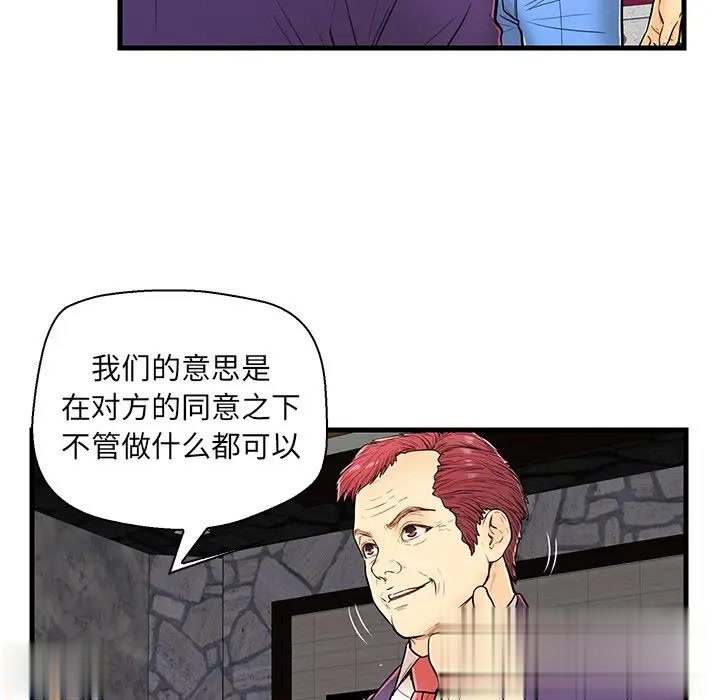 我们的意思是
在对方的同意之下
不管做什么都可以